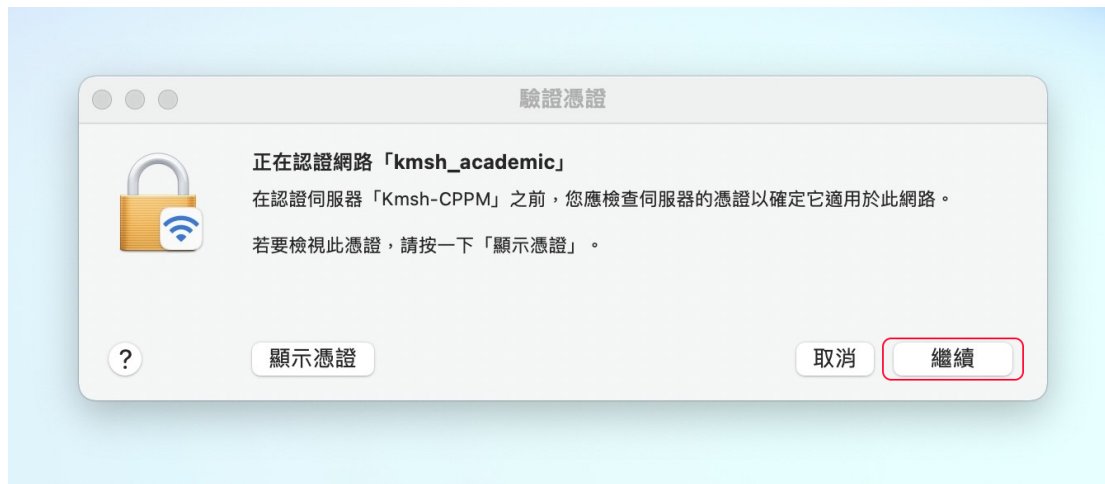 驗證憑證
正在認證網路「kmsh_academic」
在認證伺服器「Kmsh-CPPM」之前，您應檢查伺服器的憑證以確定它適用於此網路。
若要檢視此憑證，請按一下「顯示憑證」。
?
顯示憑證
取消
繼續